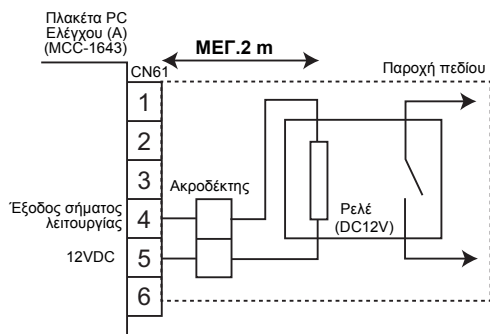 Πλακέτα PC
Ελέγχου (A)
(MCC-1643)
CN61
ΜΕΓ.2 m
Παροχή πεδίου
1
2
3
4
5
6
Ακροδέκτης
Έξοδος σήματος
λειτουργίας
12VDC
Ρελέ
(DC12V)